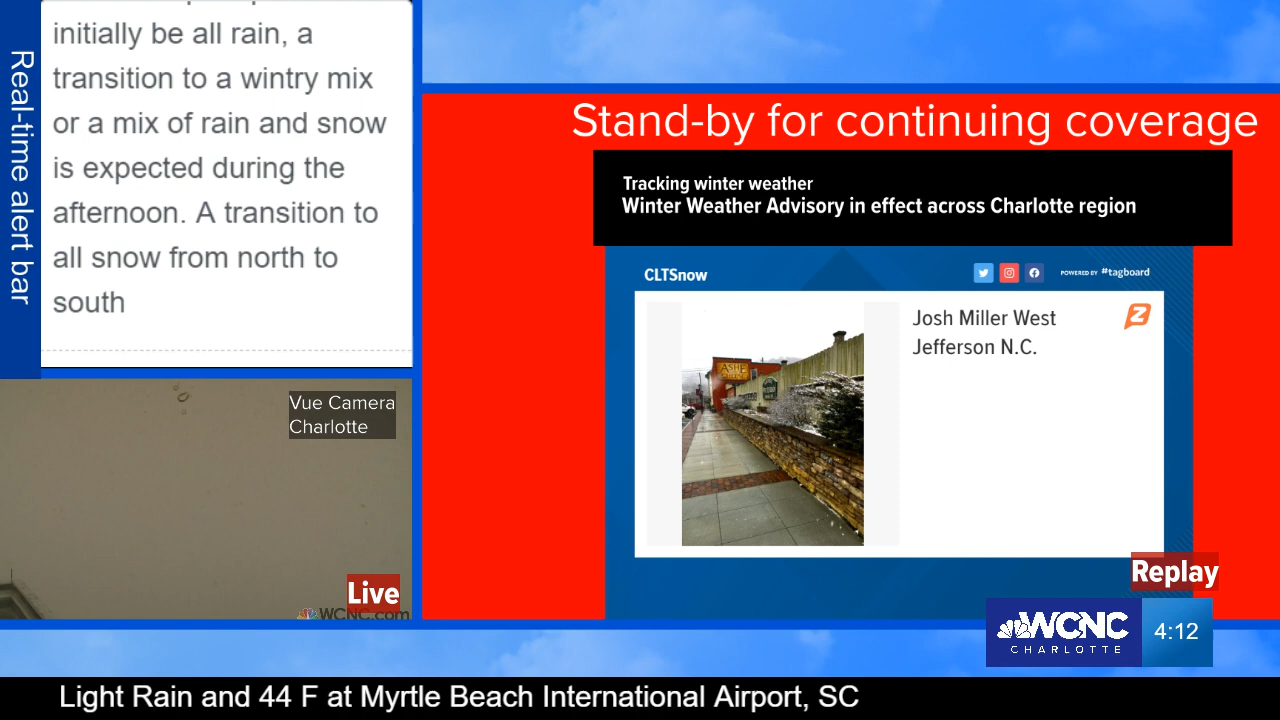 Real-time alert bar
initially be all rain, a
transition to a wintry mix
or a mix of rain and snow
is expected during the
afternoon. A transition to
all snow from north to
south
Vue Camera
Charlotte
Live
WCNC.com
Stand-by for continuing coverage
Tracking winter weather
Winter Weather Advisory in effect across Charlotte region
CLTSnow
POWERED BY #tagboard
ASHE
Josh Miller West
Jefferson N.C.
Replay
WCNC
CHARLOTTE
4:12
Light Rain and 44 F at Myrtle Beach International Airport, SC